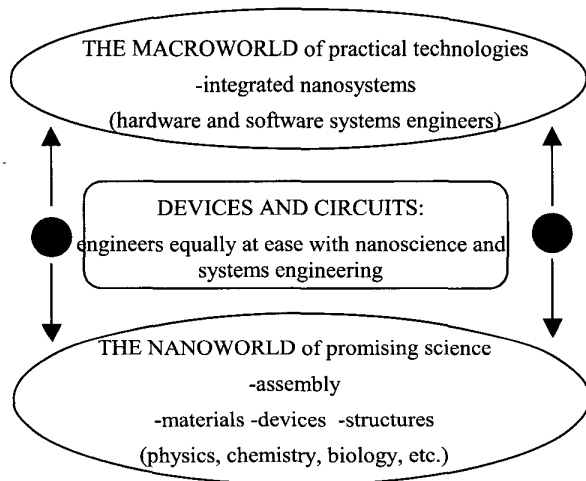 THE MACROWORLD of practical technologies
-integrated nanosystems
(hardware and software systems engineers)
DEVICES AND CIRCUITS:
engineers equally at ease with nanoscience and
systems engineering
THE NANOWORLD of promising science
-assembly
-materials -devices -structures
(physics, chemistry, biology, etc.)